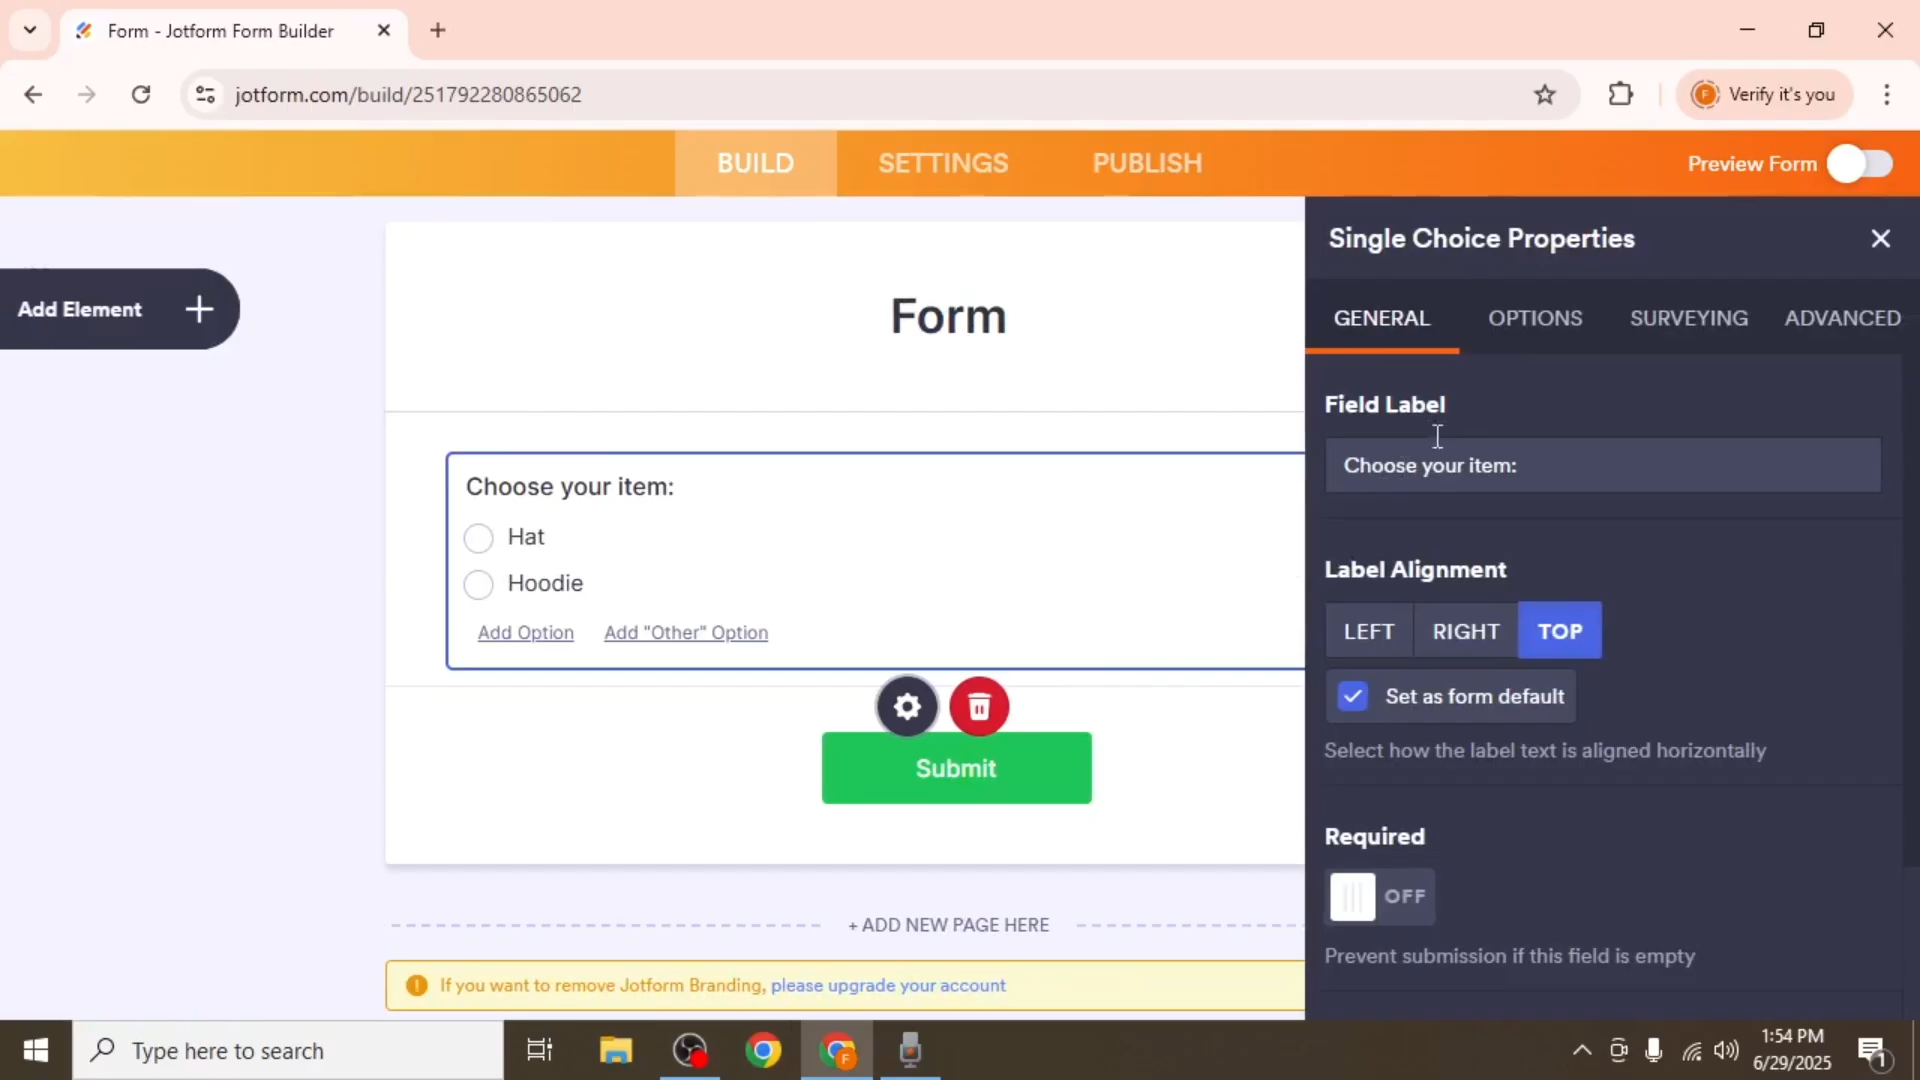 Form - Jotform Form Builder
jotform.com/build/251792280865062
F
Verify it's you
BUILD
SETTINGS
PUBLISH
Preview Form
Add Element
Form
Choose your item:
Hat
Hoodie
Add Option
Add "Other" Option
Submit
+ ADD NEW PAGE HERE
If you want to remove Jotform Branding, please upgrade your account
Single Choice Properties
GENERAL
OPTIONS
SURVEYING
ADVANCED
Field Label
Choose your item:
Label Alignment
LEFT
RIGHT
TOP
Set as form default
Select how the label text is aligned horizontally
Required
OFF
Prevent submission if this field is empty
Type here to search
F
1:54 PM
6/29/2025
1